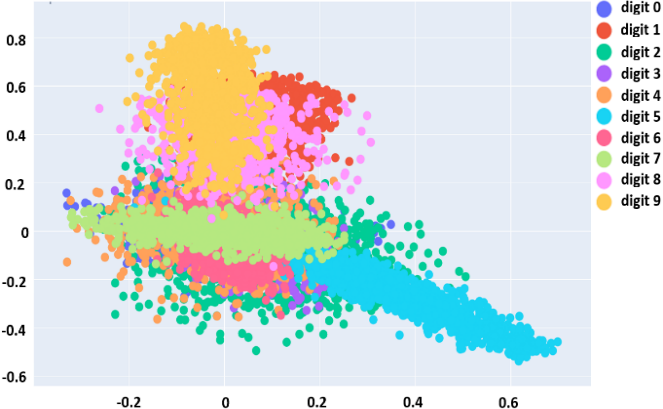 digit 0
digit 1
digit 2
digit 3
digit 4
digit 5
digit 6
digit 7
digit 8
digit 9
0.8
0.6
0.4
0.2
0
-0.2
-0.4
-0.6
-0.2 0 0.2 0.4 0.6